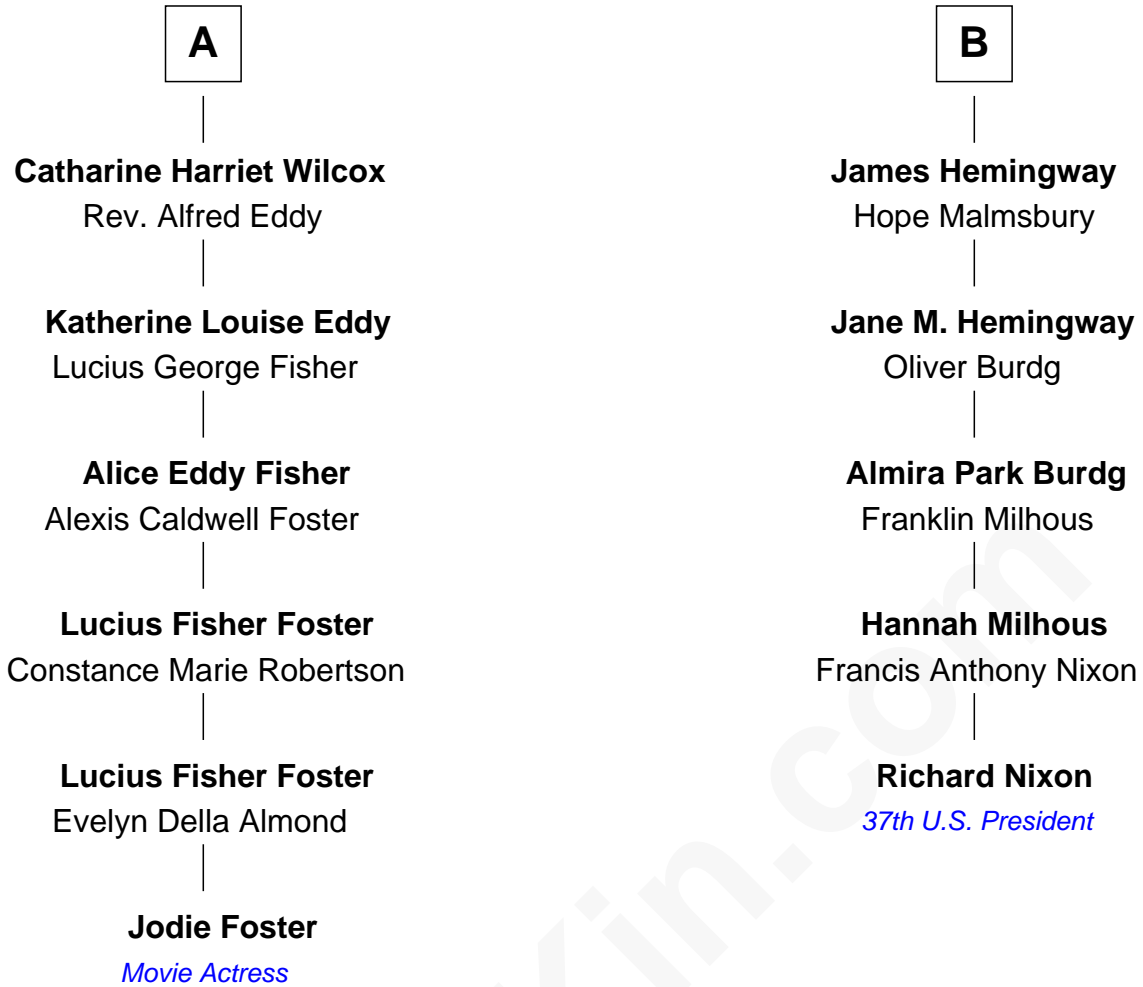 A
Catharine Harriet Wilcox
Rev. Alfred Eddy
Katherine Louise Eddy
Lucius George Fisher
Alice Eddy Fisher
Alexis Caldwell Foster
Lucius Fisher Foster
Constance Marie Robertson
Lucius Fisher Foster
Evelyn Della Almond
Jodie Foster
Movie Actress
B
James Hemingway
Hope Malmsbury
Jane M. Hemingway
Oliver Burdg
Almira Park Burdg
Franklin Milhous
Hannah Milhous
Francis Anthony Nixon
Richard Nixon
37th U.S. President
Kin.com